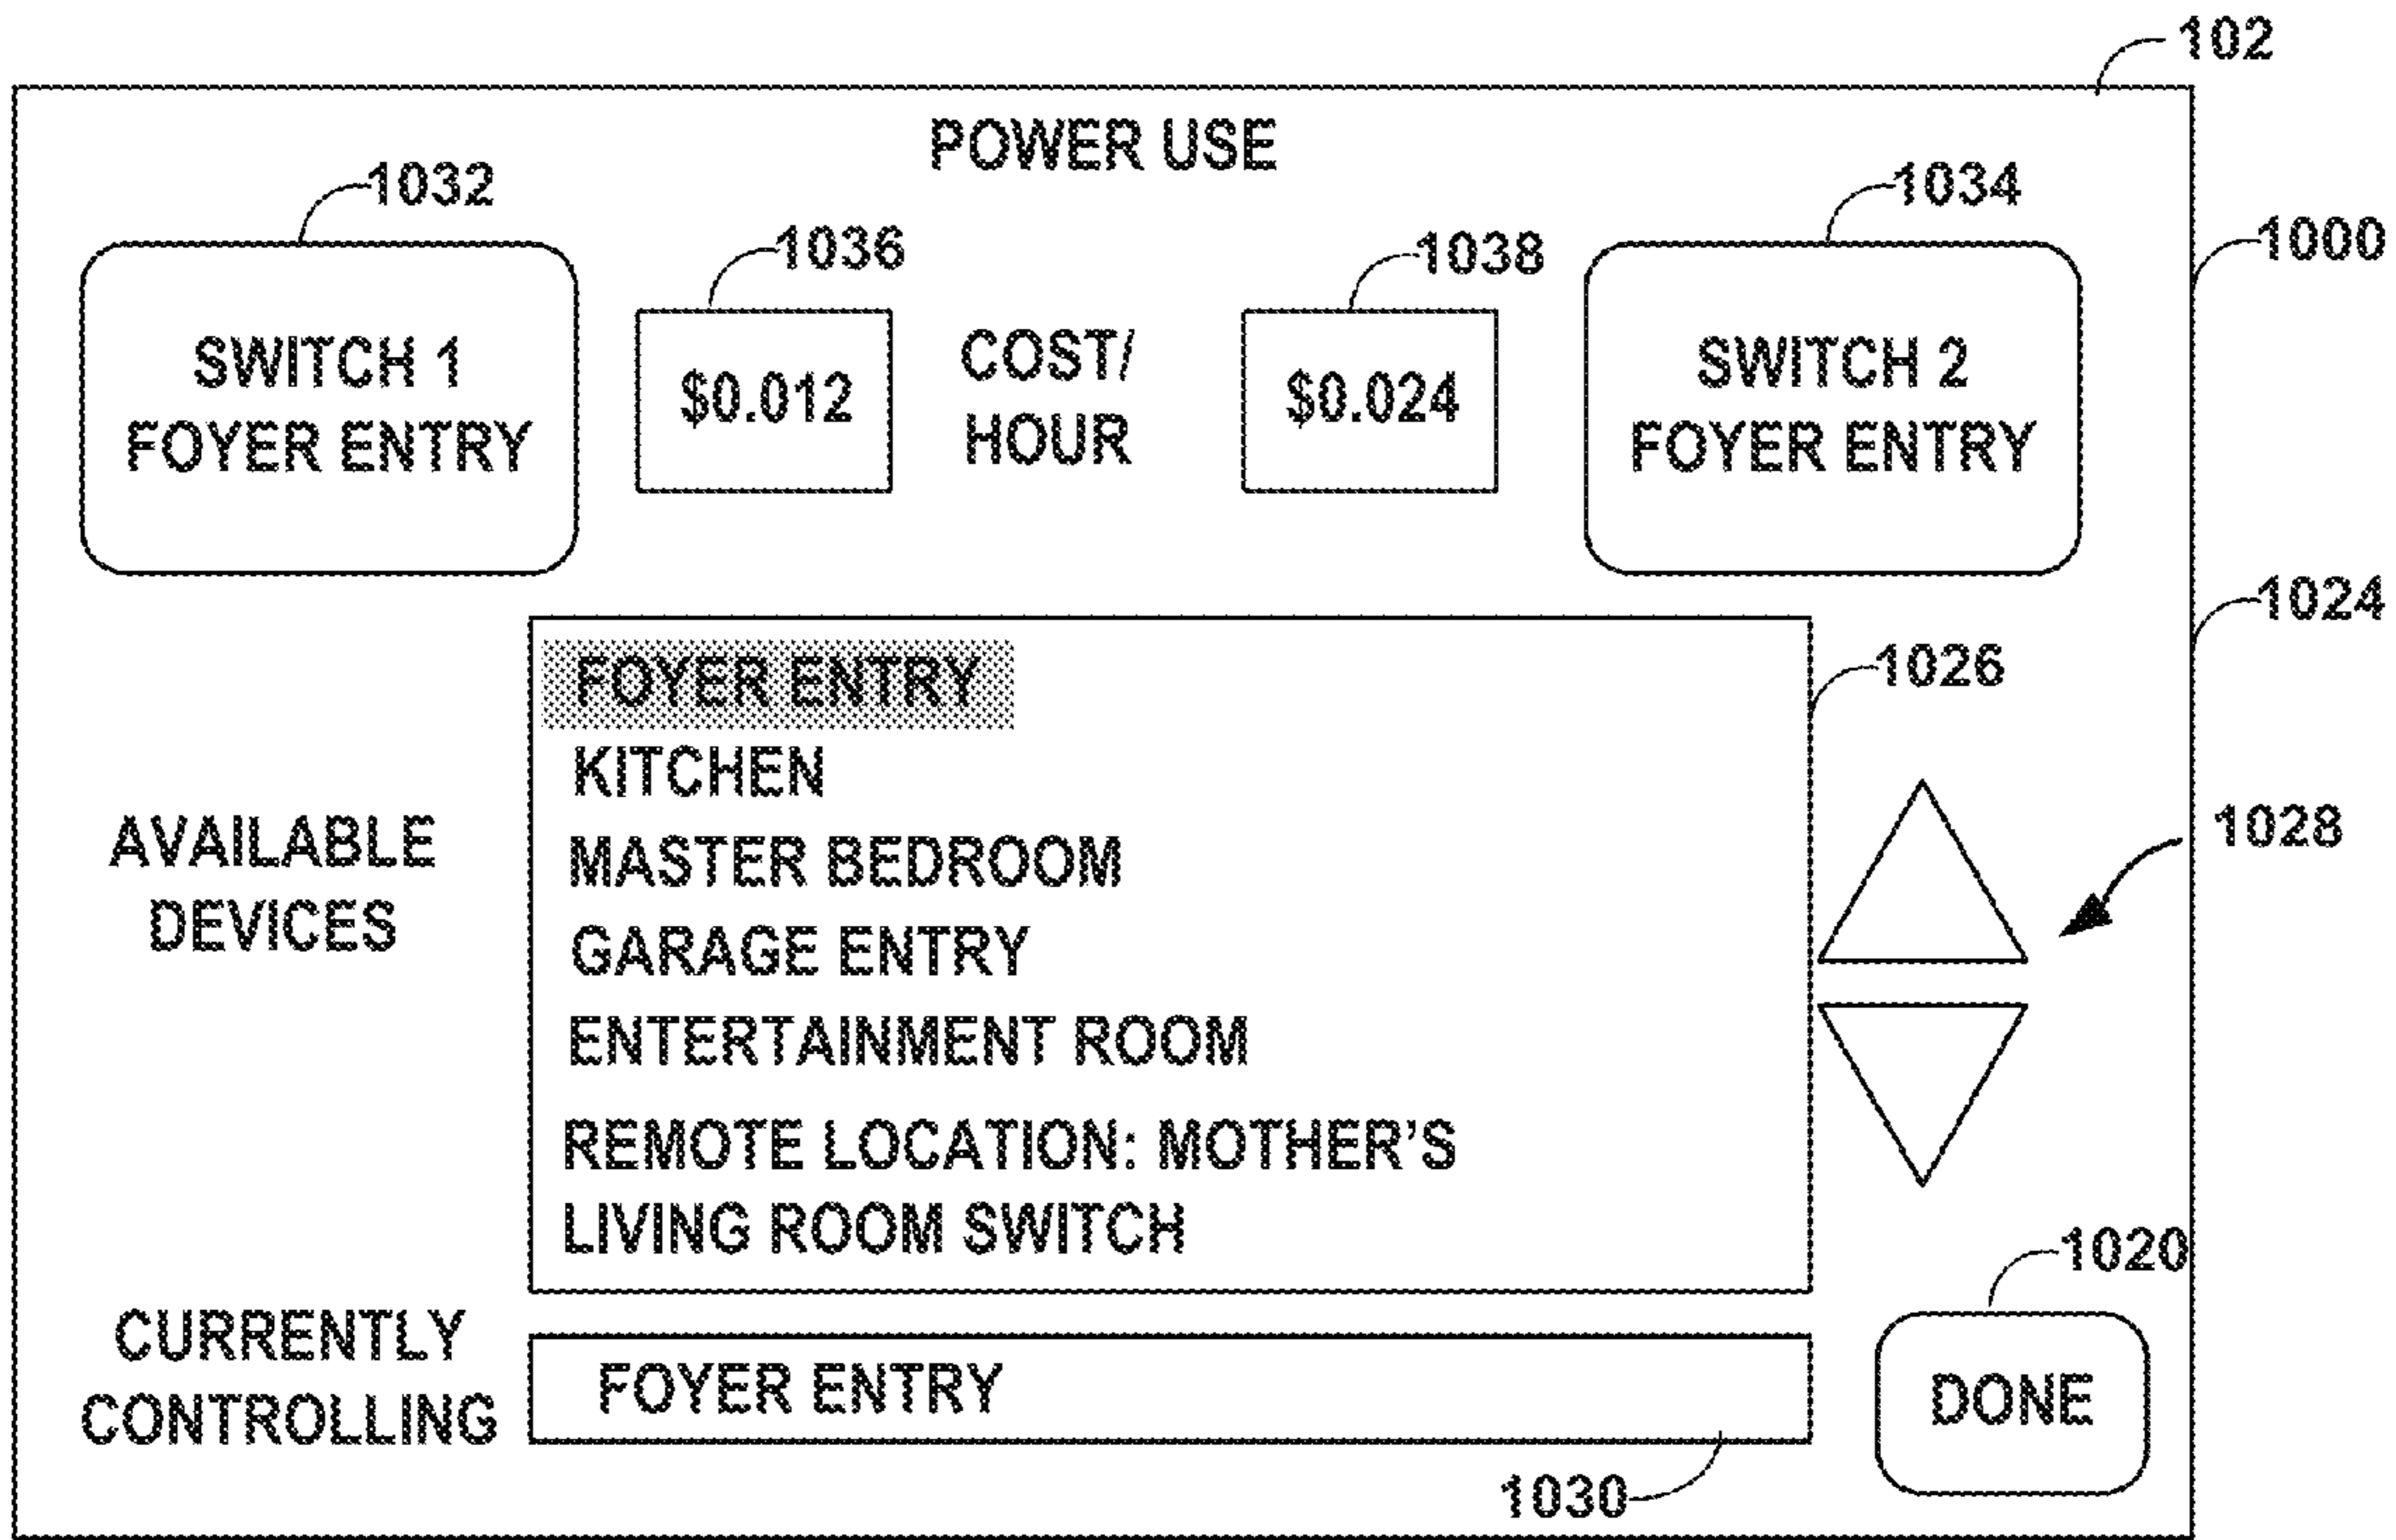 102
POWER USE
1032
1034
1036
1038
1000
SWITCH 1
FOYER ENTRY
$0.012
COST/
HOUR
$0.024
SWITCH 2
FOYER ENTRY
1024
1026
FOYER ENTRY
KITCHEN
MASTER BEDROOM
GARAGE ENTRY
ENTERTAINMENT ROOM
REMOTE LOCATION: MOTHER'S
LIVING ROOM SWITCH
AVAILABLE
DEVICES
1028
1020
CURRENTLY
CONTROLLING
FOYER ENTRY
DONE
1030